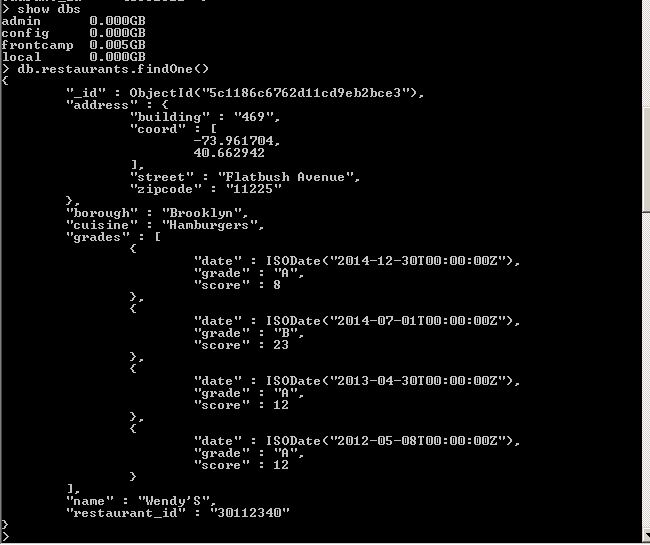 > show dbs
admin      0.000GB
config     0.000GB
frontcamp  0.005GB
local      0.000GB
> db.restaurants.findOne()
{
        "_id" : ObjectId("5c1186c6762d11cd9eb2bce3"),
        "address" : {
                "building" : "469",
                "coord" : [
                        -73.961704,
                        40.662942
                ],
                "street" : "Flatbush Avenue",
                "zipcode" : "11225"
        },
        "borough" : "Brooklyn",
        "cuisine" : "Hamburgers",
        "grades" : [
                {
                        "date" : ISODate("2014-12-30T00:00:00Z"),
                        "grade" : "A",
                        "score" : 8
                },
                {
                        "date" : ISODate("2014-07-01T00:00:00Z"),
                        "grade" : "B",
                        "score" : 23
                },
                {
                        "date" : ISODate("2013-04-30T00:00:00Z"),
                        "grade" : "A",
                        "score" : 12
                },
                {
                        "date" : ISODate("2012-05-08T00:00:00Z"),
                        "grade" : "A",
                        "score" : 12
                }
        ],
        "name" : "Wendy'S",
        "restaurant_id" : "30112340"
}
>